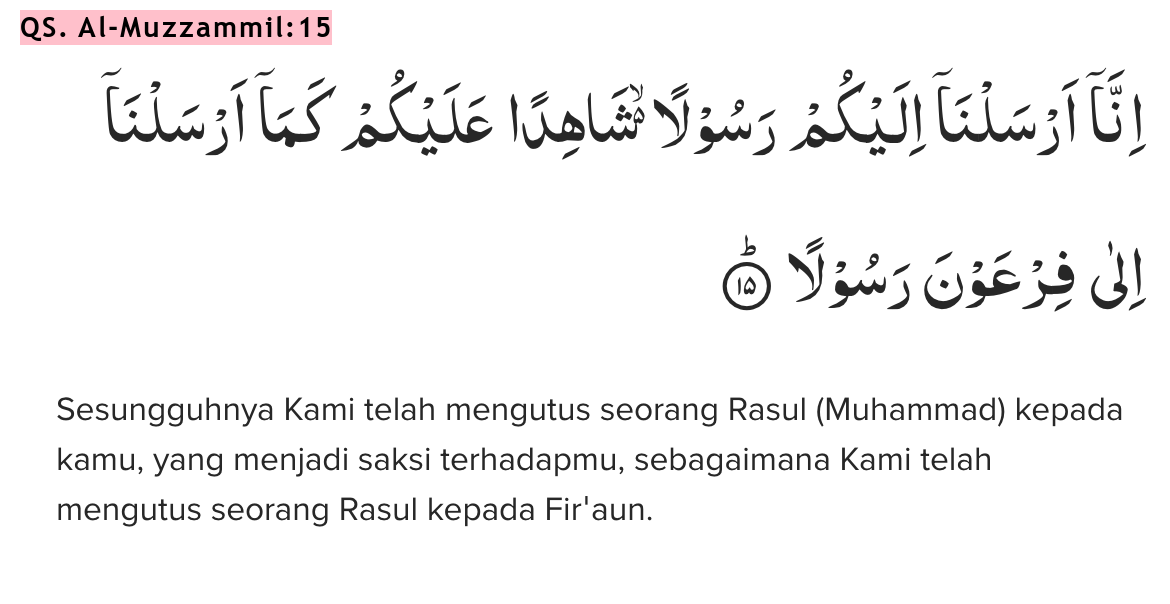 QS. Al-Muzzammil:15
اِنَّآ اَرْسَلْنَآ اِلَيْكُمْ رَسُوْلًا ەۙ شَاهِدًا عَلَيْكُمْ كَمَآ اَرْسَلْنَآ
اِلٰى فِرْعَوْنَ رَسُوْلًا ۗ ١٥
Sesungguhnya Kami telah mengutus seorang Rasul (Muhammad) kepada
kamu, yang menjadi saksi terhadapmu, sebagaimana Kami telah
mengutus seorang Rasul kepada Fir'aun.